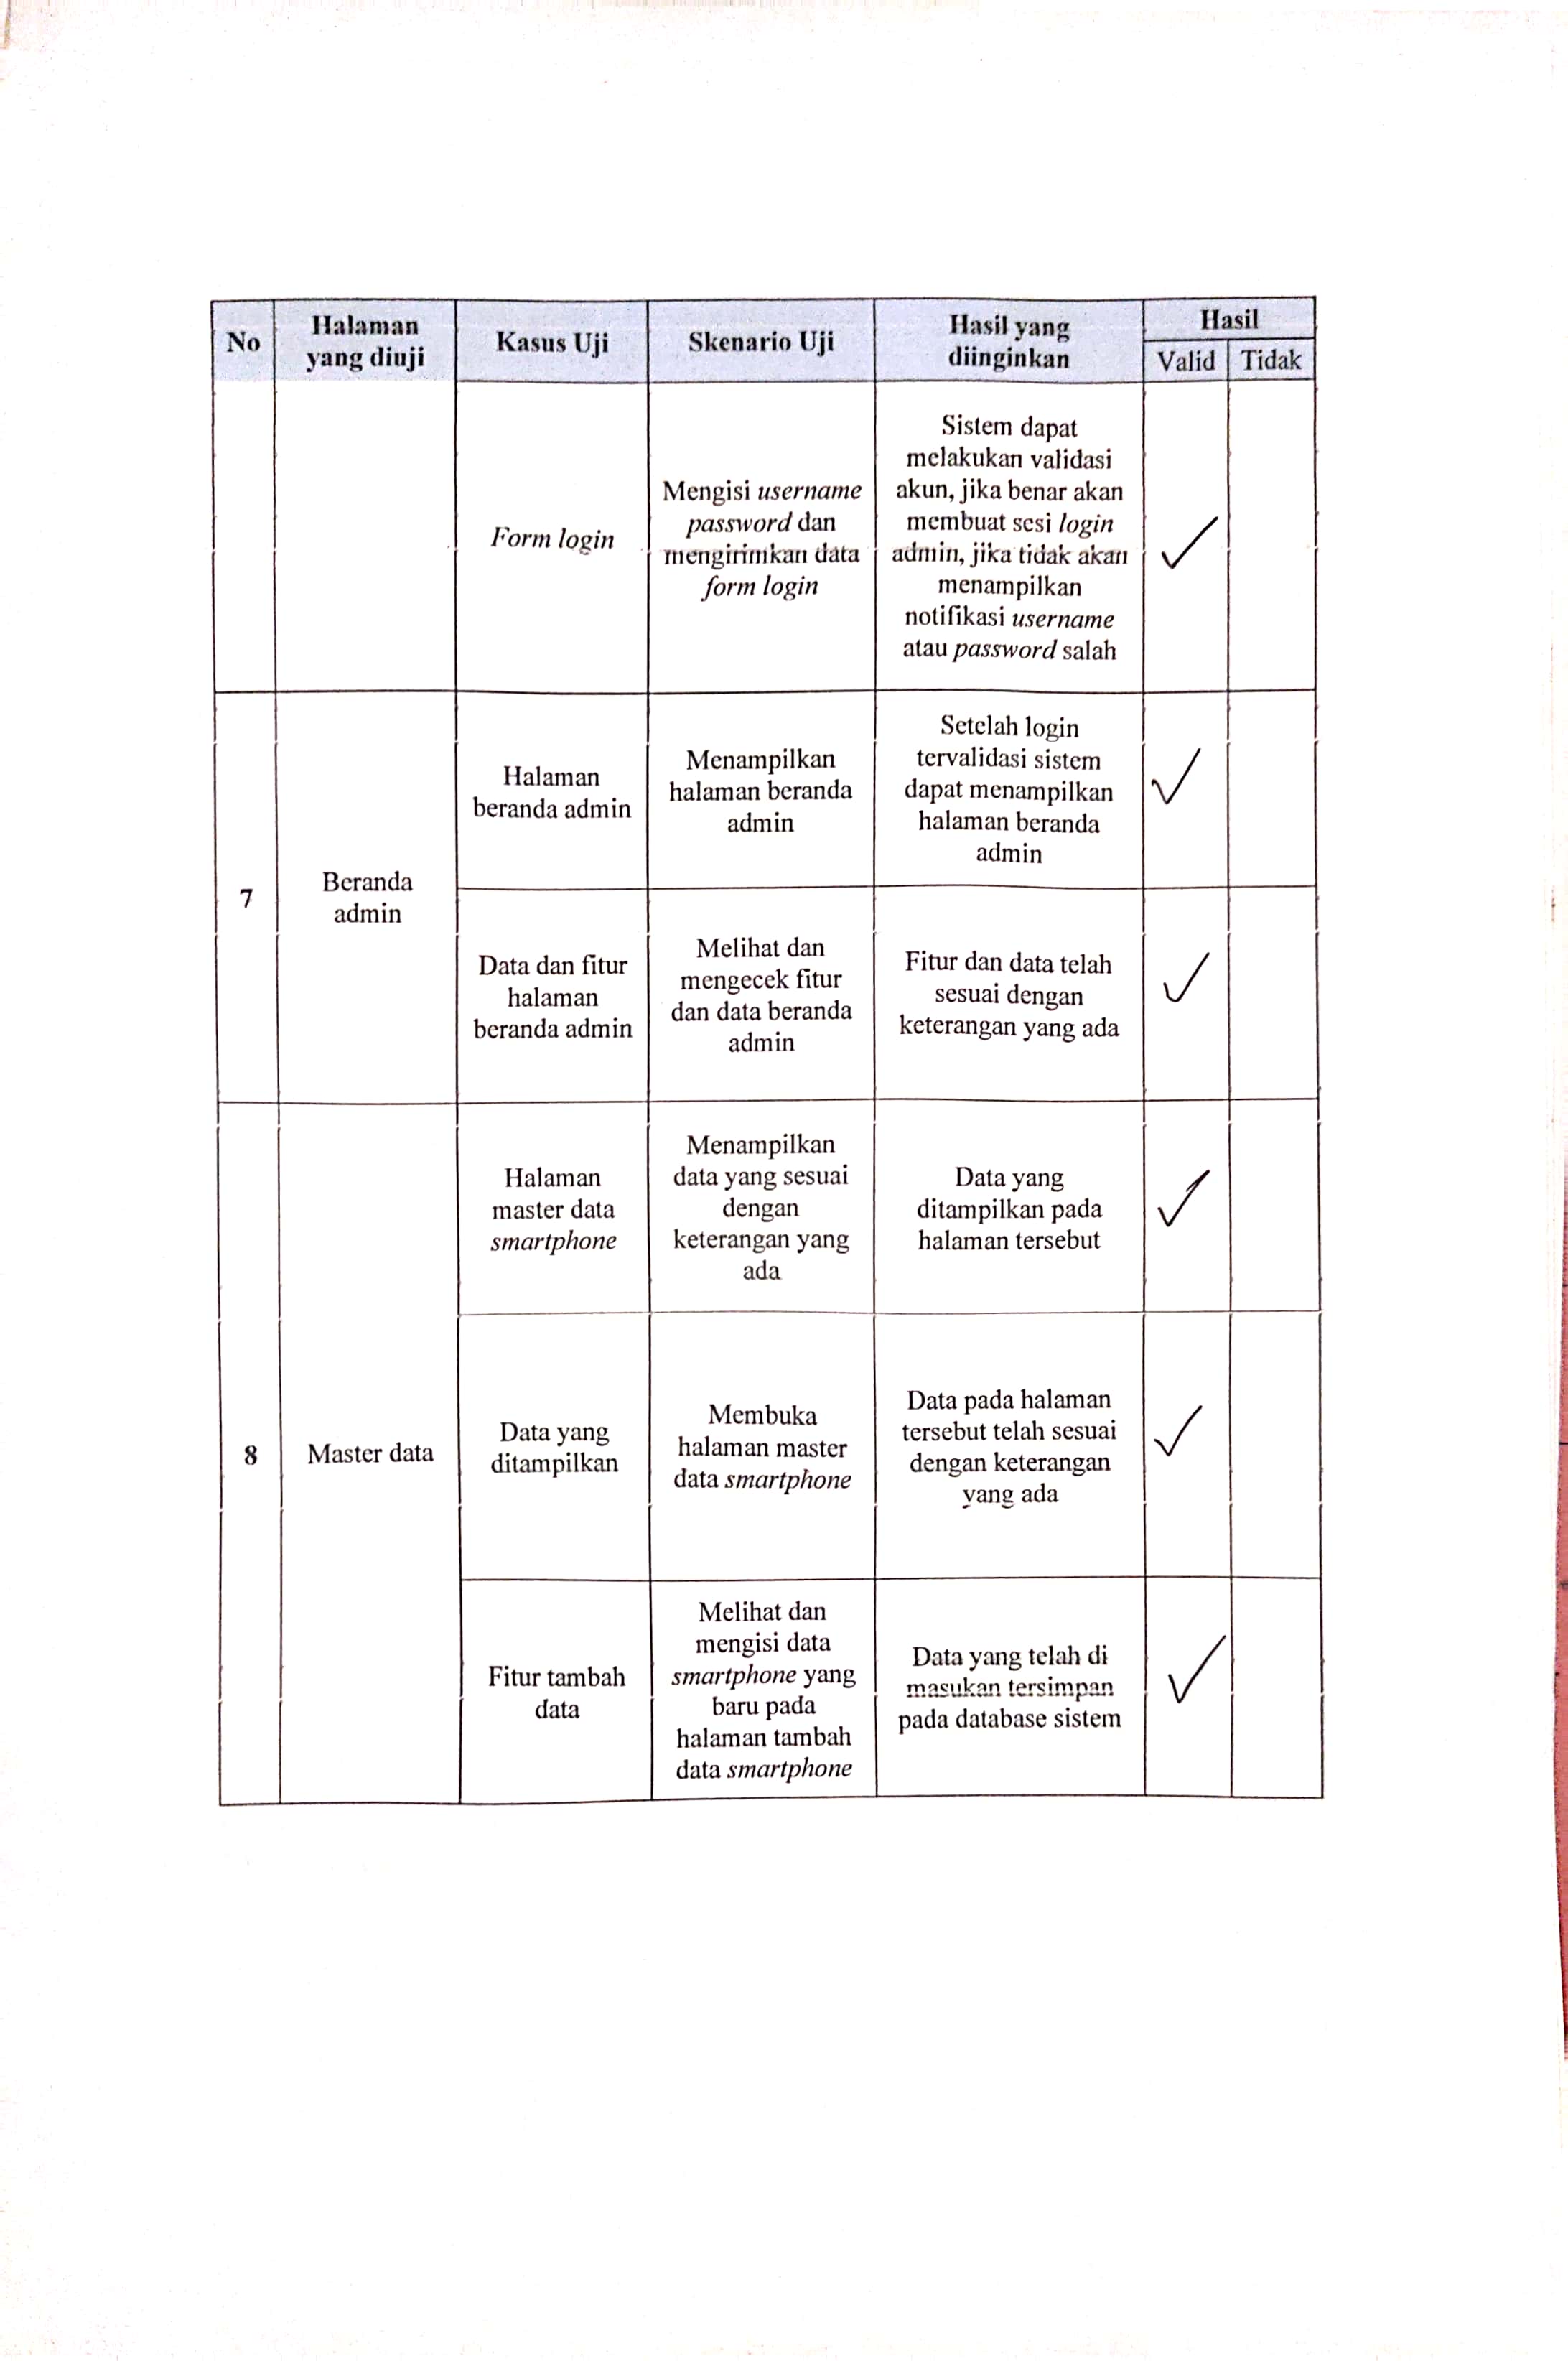 No
Halaman
yang diuji
Kasus Uji
Skenario Uji
Hasil yang
diinginkan
Hasil
Valid
Tidak
Form login
Mengisi username
password dan
mengirimkan data
form login
Sistem dapat
melakukan validasi
akun, jika benar akan
membuat sesi login
admin, jika tidak akan
menampilkan
notifikasi username
atau password salah
✓
7
Beranda
admin
Halaman
beranda admin
Menampilkan
halaman beranda
admin
Setelah login
tervalidasi sistem
dapat menampilkan
halaman beranda
admin
✓
Data dan fitur
halaman
beranda admin
Melihat dan
mengecek fitur
dan data beranda
admin
Fitur dan data telah
sesuai dengan
keterangan yang ada
✓
8
Master data
Halaman
master data
smartphone
Menampilkan
data yang sesuai
dengan
keterangan yang
ada
Data yang
ditampilkan pada
halaman tersebut
✓
Data yang
ditampilkan
Membuka
halaman master
data smartphone
Data pada halaman
tersebut telah sesuai
dengan keterangan
yang ada
✓
Fitur tambah
data
Melihat dan
mengisi data
smartphone yang
baru pada
halaman tambah
data smartphone
Data yang telah di
masukan tersimpan
pada database sistem
✓